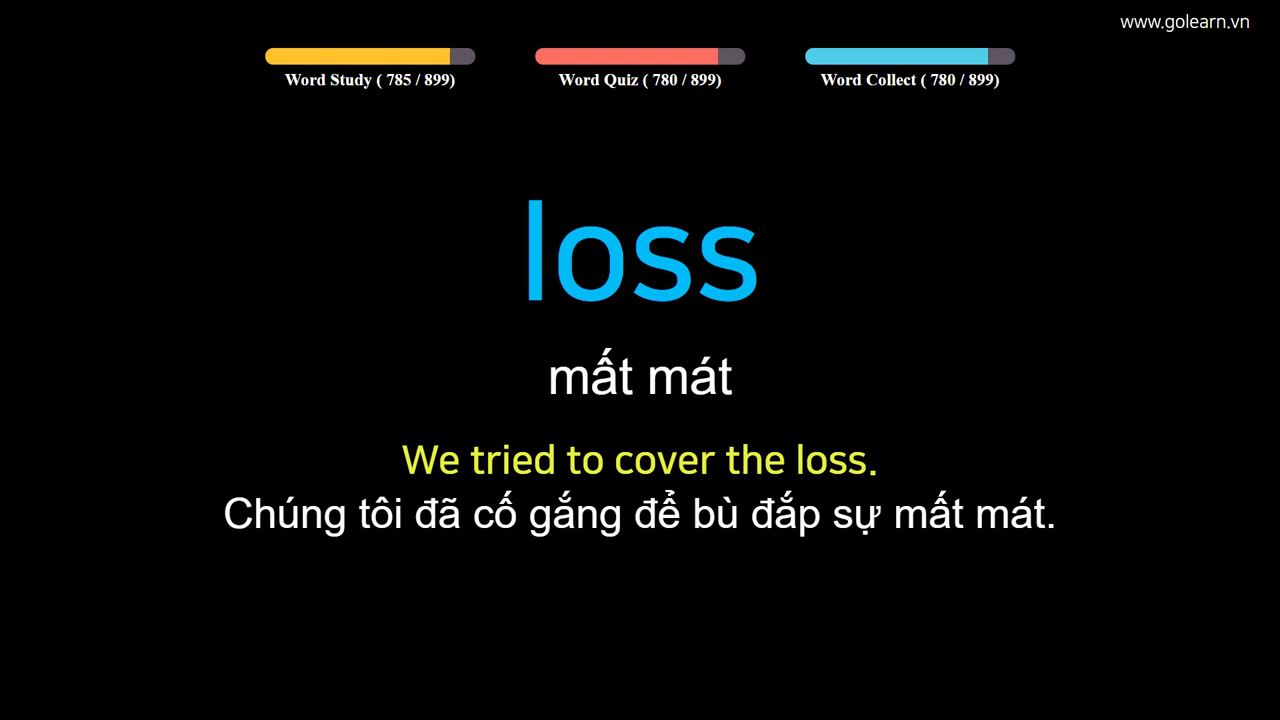 www.golearn.vn
Word Study ( 785 / 899)
Word Quiz ( 780 / 899)
Word Collect ( 780 / 899)
loss
mất mát
We tried to cover the loss.
Chúng tôi đã cố gắng để bù đắp sự mất mát.